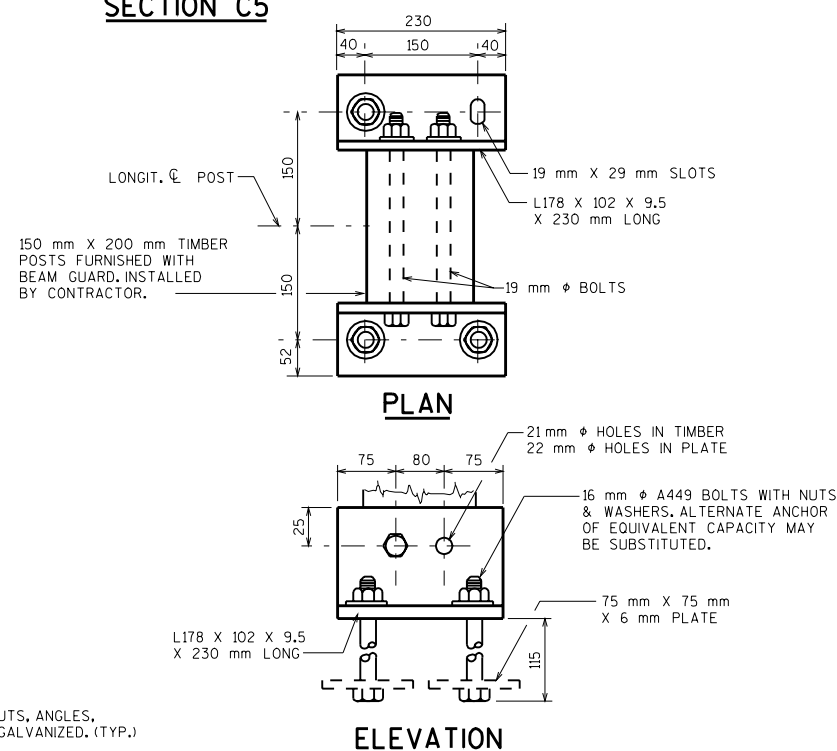 SECTION C5
230
40
150
40
150
LONGIT. ℄ POST
19 mm X 29 mm SLOTS
L178 X 102 X 9.5
X 230 mm LONG
150 mm X 200 mm TIMBER
POSTS FURNISHED WITH
BEAM GUARD. INSTALLED
BY CONTRACTOR.
150
19 mm ϕ BOLTS
52
PLAN
21 mm ϕ HOLES IN TIMBER
22 mm ϕ HOLES IN PLATE
75
80
75
25
16 mm ϕ A449 BOLTS WITH NUTS
& WASHERS. ALTERNATE ANCHOR
OF EQUIVALENT CAPACITY MAY
BE SUBSTITUTED.
75 mm X 75 mm
X 6 mm PLATE
L178 X 102 X 9.5
X 230 mm LONG
115
UTS, ANGLES,
GALVANIZED. (TYP.)
ELEVATION